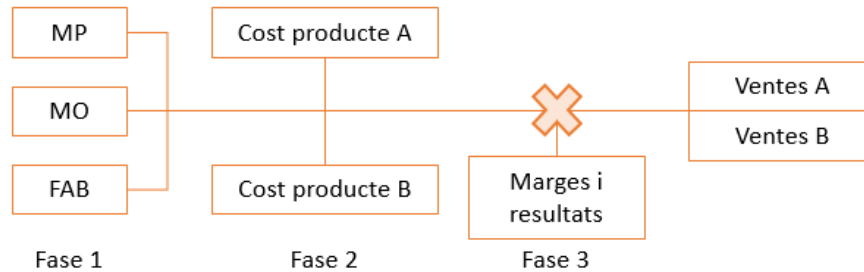 MP
MO
FAB
Fase 1
Cost producte A
Cost producte B
Fase 2
Marges i
resultats
Fase 3
Ventes A
Ventes B